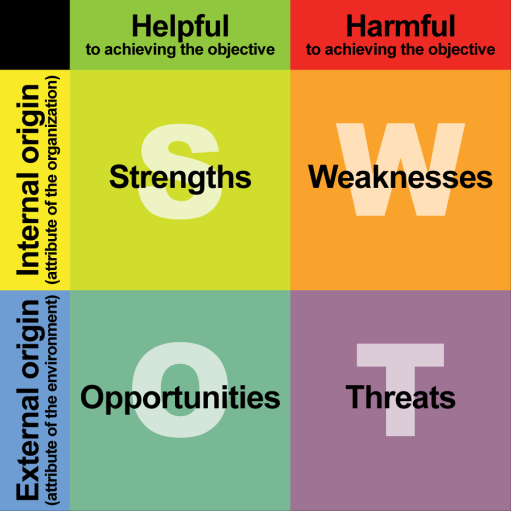 Helpful
to achieving the objective
Harmful
to achieving the objective
Internal origin
(attribute of the organization)
S
Strengths
W
Weaknesses
External origin
(attribute of the environment)
O
Opportunities
T
Threats